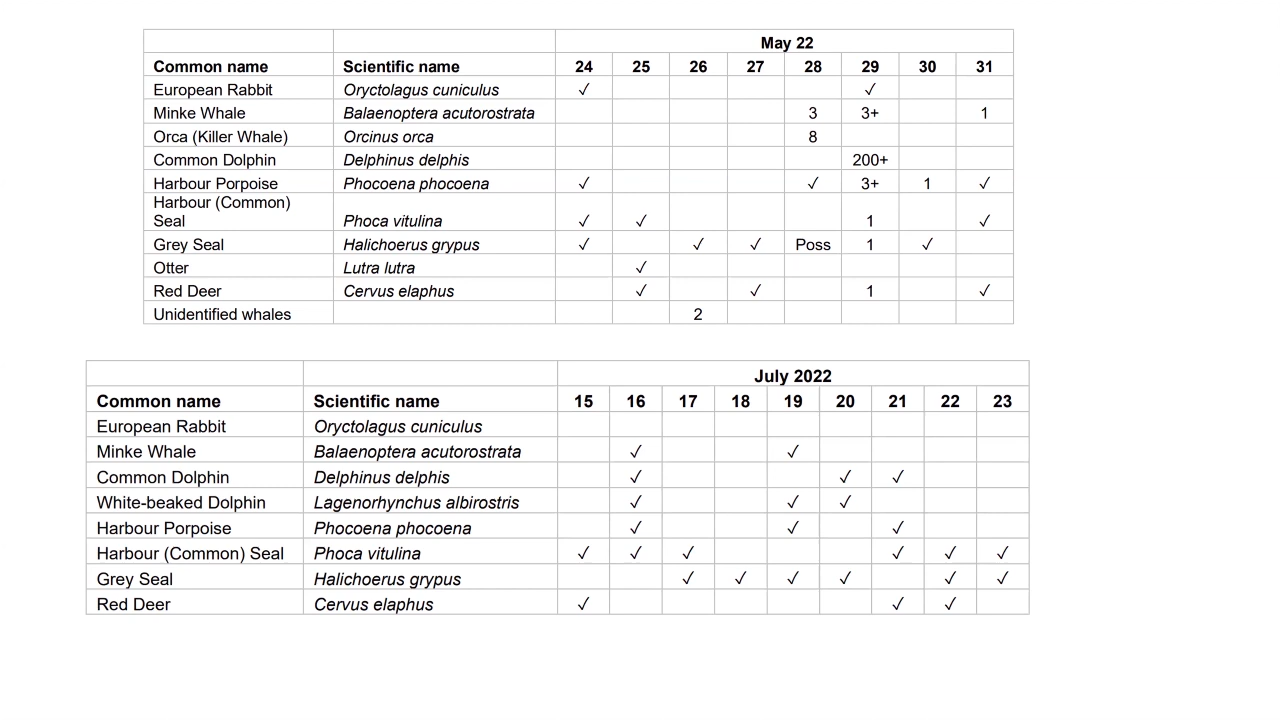 May 22
Common name Scientific name 24 25 26 27 28 29 30 31
European Rabbit Oryctolagus cuniculus ✓ ✓
Minke Whale Balaenoptera acutorostrata 3 3+ 1
Orca (Killer Whale) Orcinus orca 8
Common Dolphin Delphinus delphis 200+
Harbour Porpoise Phocoena phocoena ✓ ✓ 3+ 1 ✓
Harbour (Common)
Seal Phoca vitulina ✓ ✓ 1 ✓
Grey Seal Halichoerus grypus ✓ ✓ ✓ Poss 1 ✓
Otter Lutra lutra ✓
Red Deer Cervus elaphus ✓ ✓ 1 ✓
Unidentified whales 2
July 2022
Common name Scientific name 15 16 17 18 19 20 21 22 23
European Rabbit Oryctolagus cuniculus
Minke Whale Balaenoptera acutorostrata ✓ ✓
Common Dolphin Delphinus delphis ✓ ✓ ✓
White-beaked Dolphin Lagenorhynchus albirostris ✓ ✓ ✓
Harbour Porpoise Phocoena phocoena ✓ ✓ ✓
Harbour (Common) Seal Phoca vitulina ✓ ✓ ✓ ✓ ✓ ✓
Grey Seal Halichoerus grypus ✓ ✓ ✓ ✓ ✓ ✓
Red Deer Cervus elaphus ✓ ✓ ✓